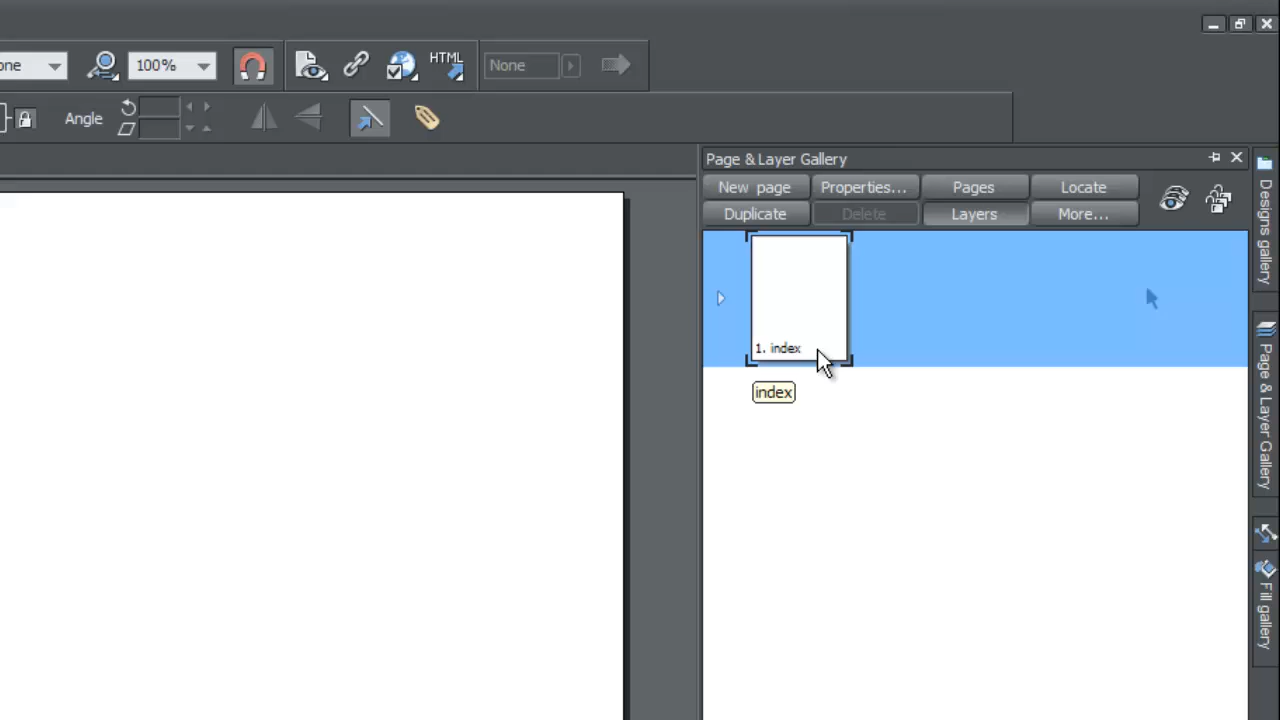 one
100%
HTML
None
Angle
Page & Layer Gallery
New page
Properties...
Pages
Locate
Duplicate
Delete
Layers
More...
1. index
index
Designs gallery
Page & Layer Gallery
Fill gallery